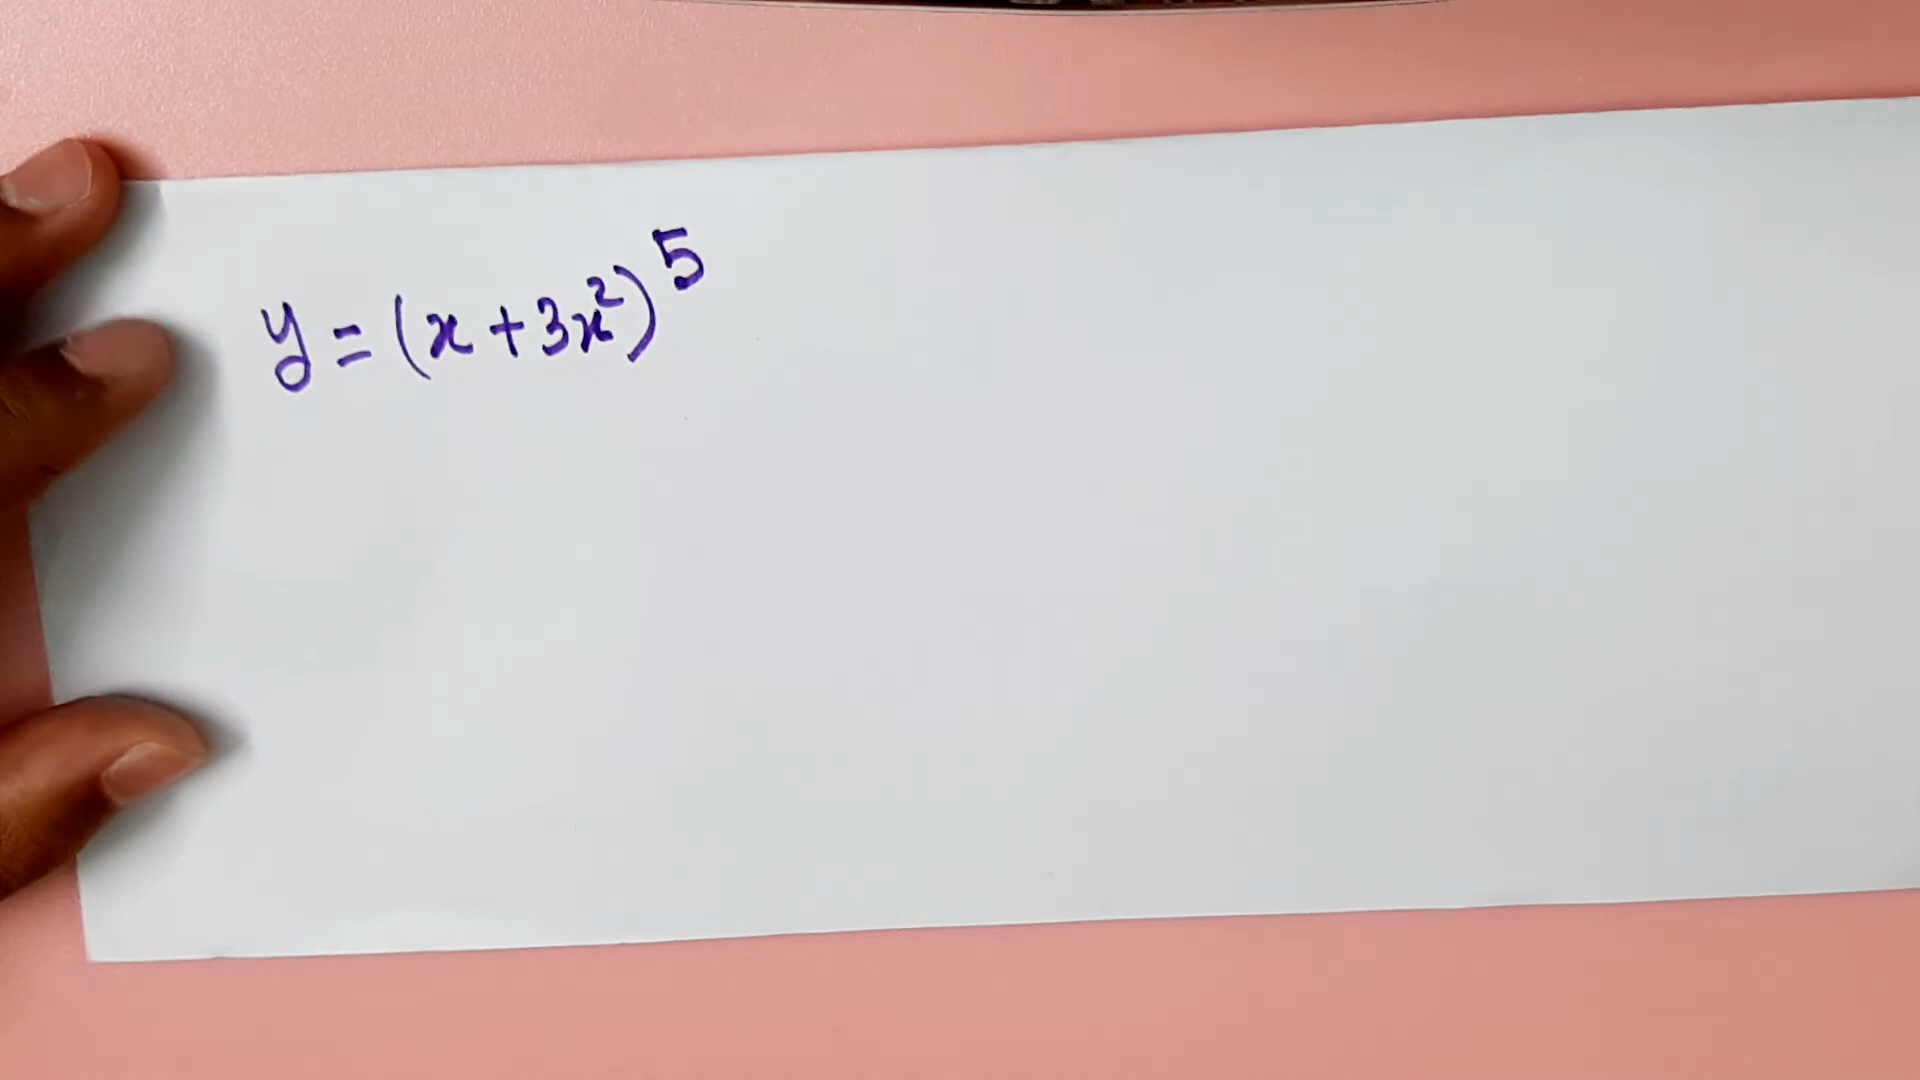 y = (x + 3x²)⁵